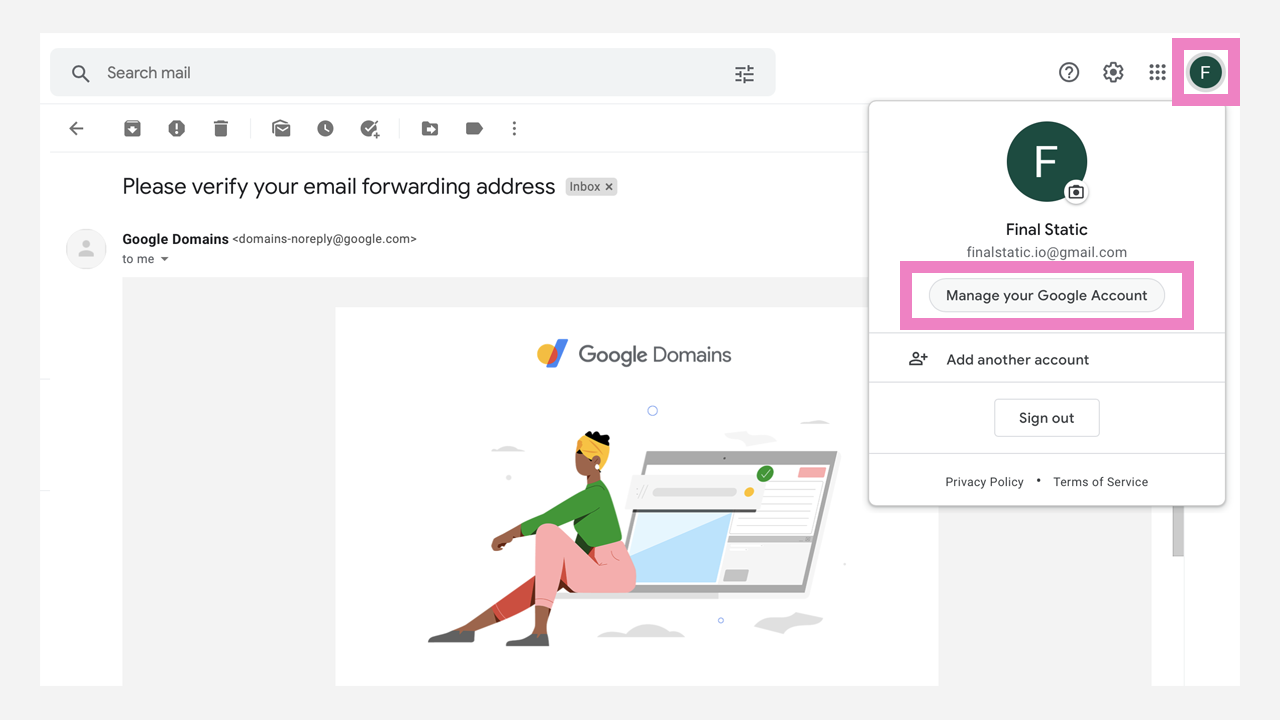 Search mail
F
Please verify your email forwarding address
Inbox
Google Domains <domains-noreply@google.com>
to me
Google Domains
F
Final Static
finalstatic.io@gmail.com
Manage your Google Account
Add another account
Sign out
Privacy Policy • Terms of Service